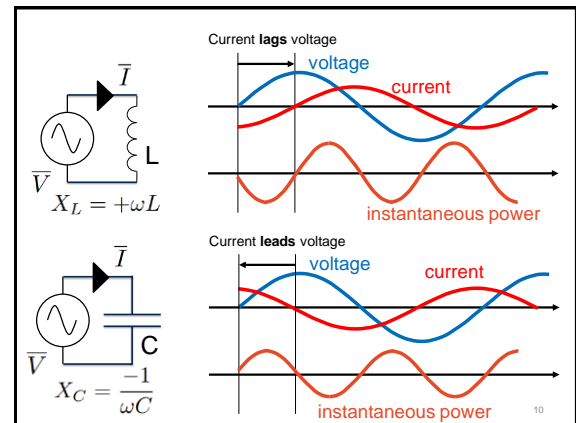 Current lags voltage
voltage
current
I̅
L
V̅
X_L = +ωL
instantaneous power
Current leads voltage
voltage
current
I̅
C
V̅
X_C = -1/ωC
instantaneous power
10